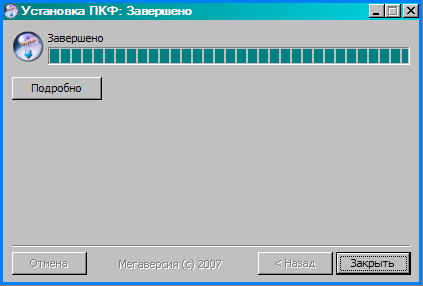 Установка ПКФ: Завершено
Завершено
Подробно
Отмена
Мегаверсия (c) 2007
< Назад
Закрыть